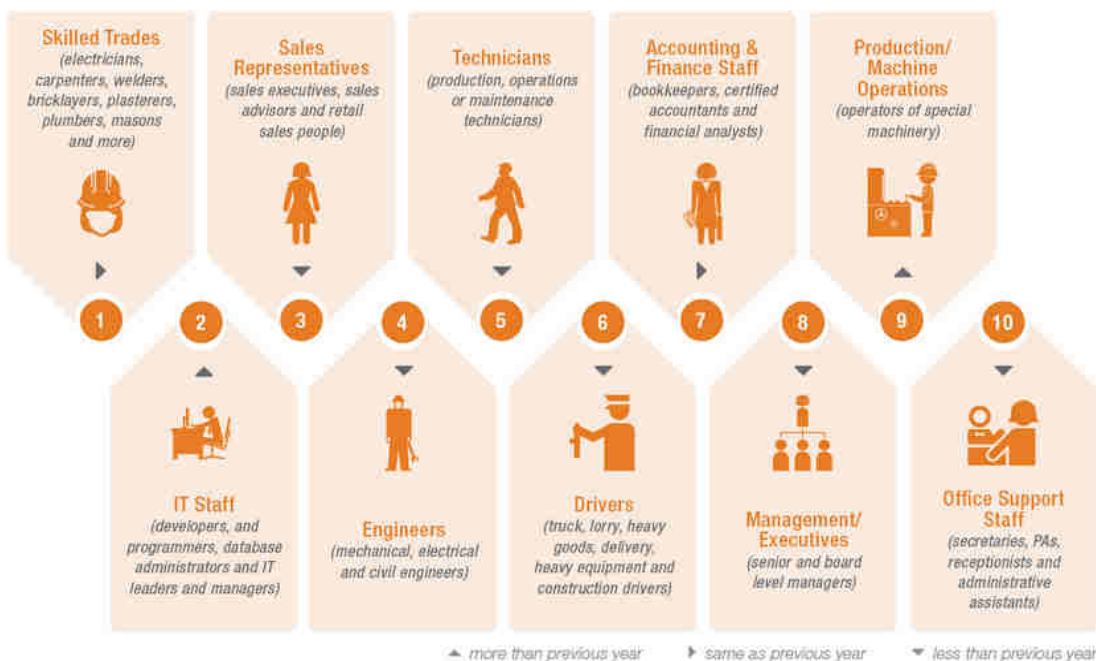 Skilled Trades
(electricians,
carpenters, welders,
bricklayers, plasterers,
plumbers, masons
and more)
Sales
Representatives
(sales executives, sales
advisors and retail
sales people)
Technicians
(production, operations
or maintenance
technicians)
Accounting &
Finance Staff
(bookkeepers, certified
accountants and
financial analysts)
Production/
Machine
Operations
(operators of special
machinery)
1
2
3
4
5
6
7
8
9
10
IT Staff
(developers, and
programmers, database
administrators and IT
leaders and managers)
Engineers
(mechanical, electrical
and civil engineers)
Drivers
(truck, lorry, heavy
goods, delivery,
heavy equipment and
construction drivers)
Management/
Executives
(senior and board
level managers)
Office Support
Staff
(secretaries, PAs,
receptionists and
administrative
assistants)
more than previous year
same as previous year
less than previous year